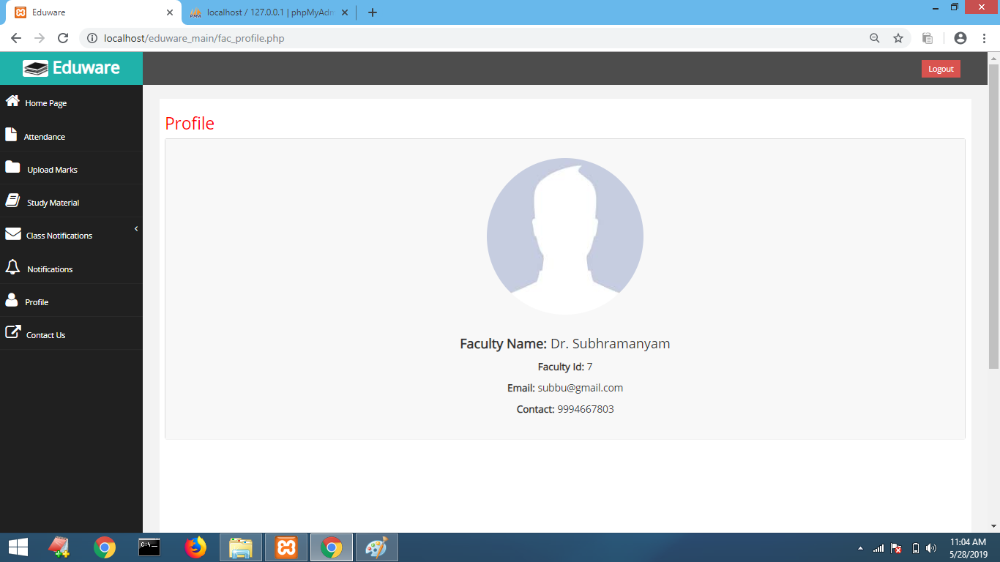 Eduware
localhost / 127.0.0.1 | phpMyAdm
localhost/eduware_main/fac_profile.php
Eduware
Logout
Home Page
Attendance
Upload Marks
Study Material
Class Notifications
Notifications
Profile
Contact Us
Profile
Faculty Name: Dr. Subhramanyam
Faculty Id: 7
Email: subbu@gmail.com
Contact: 9994667803
11:04 AM
5/28/2019